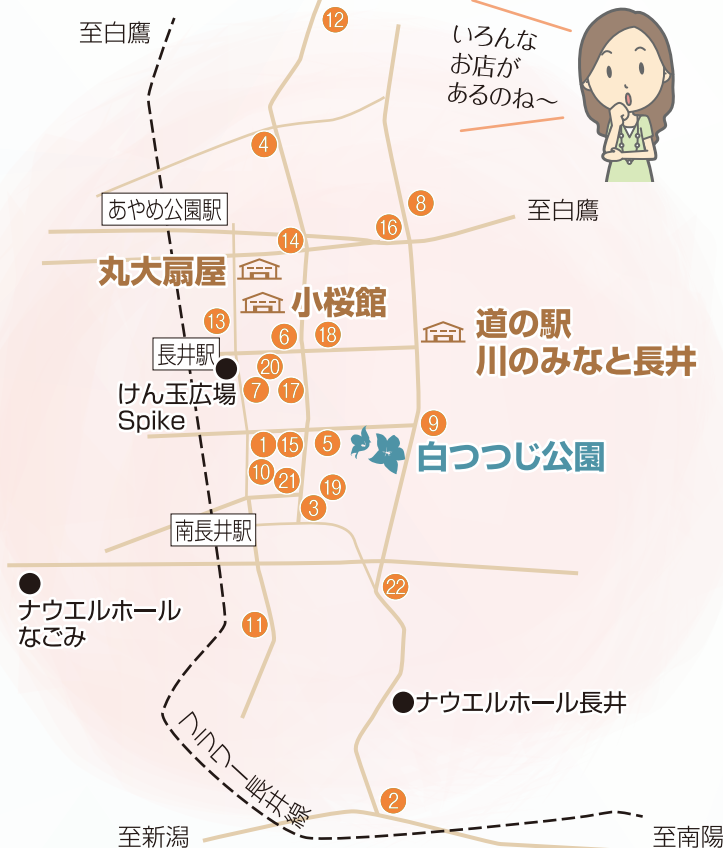 ⑫
至白鷹
いろんな
お店が
あるのね〜
④
あやめ公園駅
⑧
至白鷹
⑯
⑭
丸大扇屋
小桜館
⑬
⑥
⑱
道の駅
川のみなと長井
長井駅
⑳
⑦
⑰
けん玉広場
Spike
⑨
①
⑮
⑤
白つつじ公園
⑩
㉑
⑲
③
南長井駅
ナウエルホール
なごみ
㉒
⑪
ナウエルホール長井
フラワー長井線
②
至新潟
至南陽